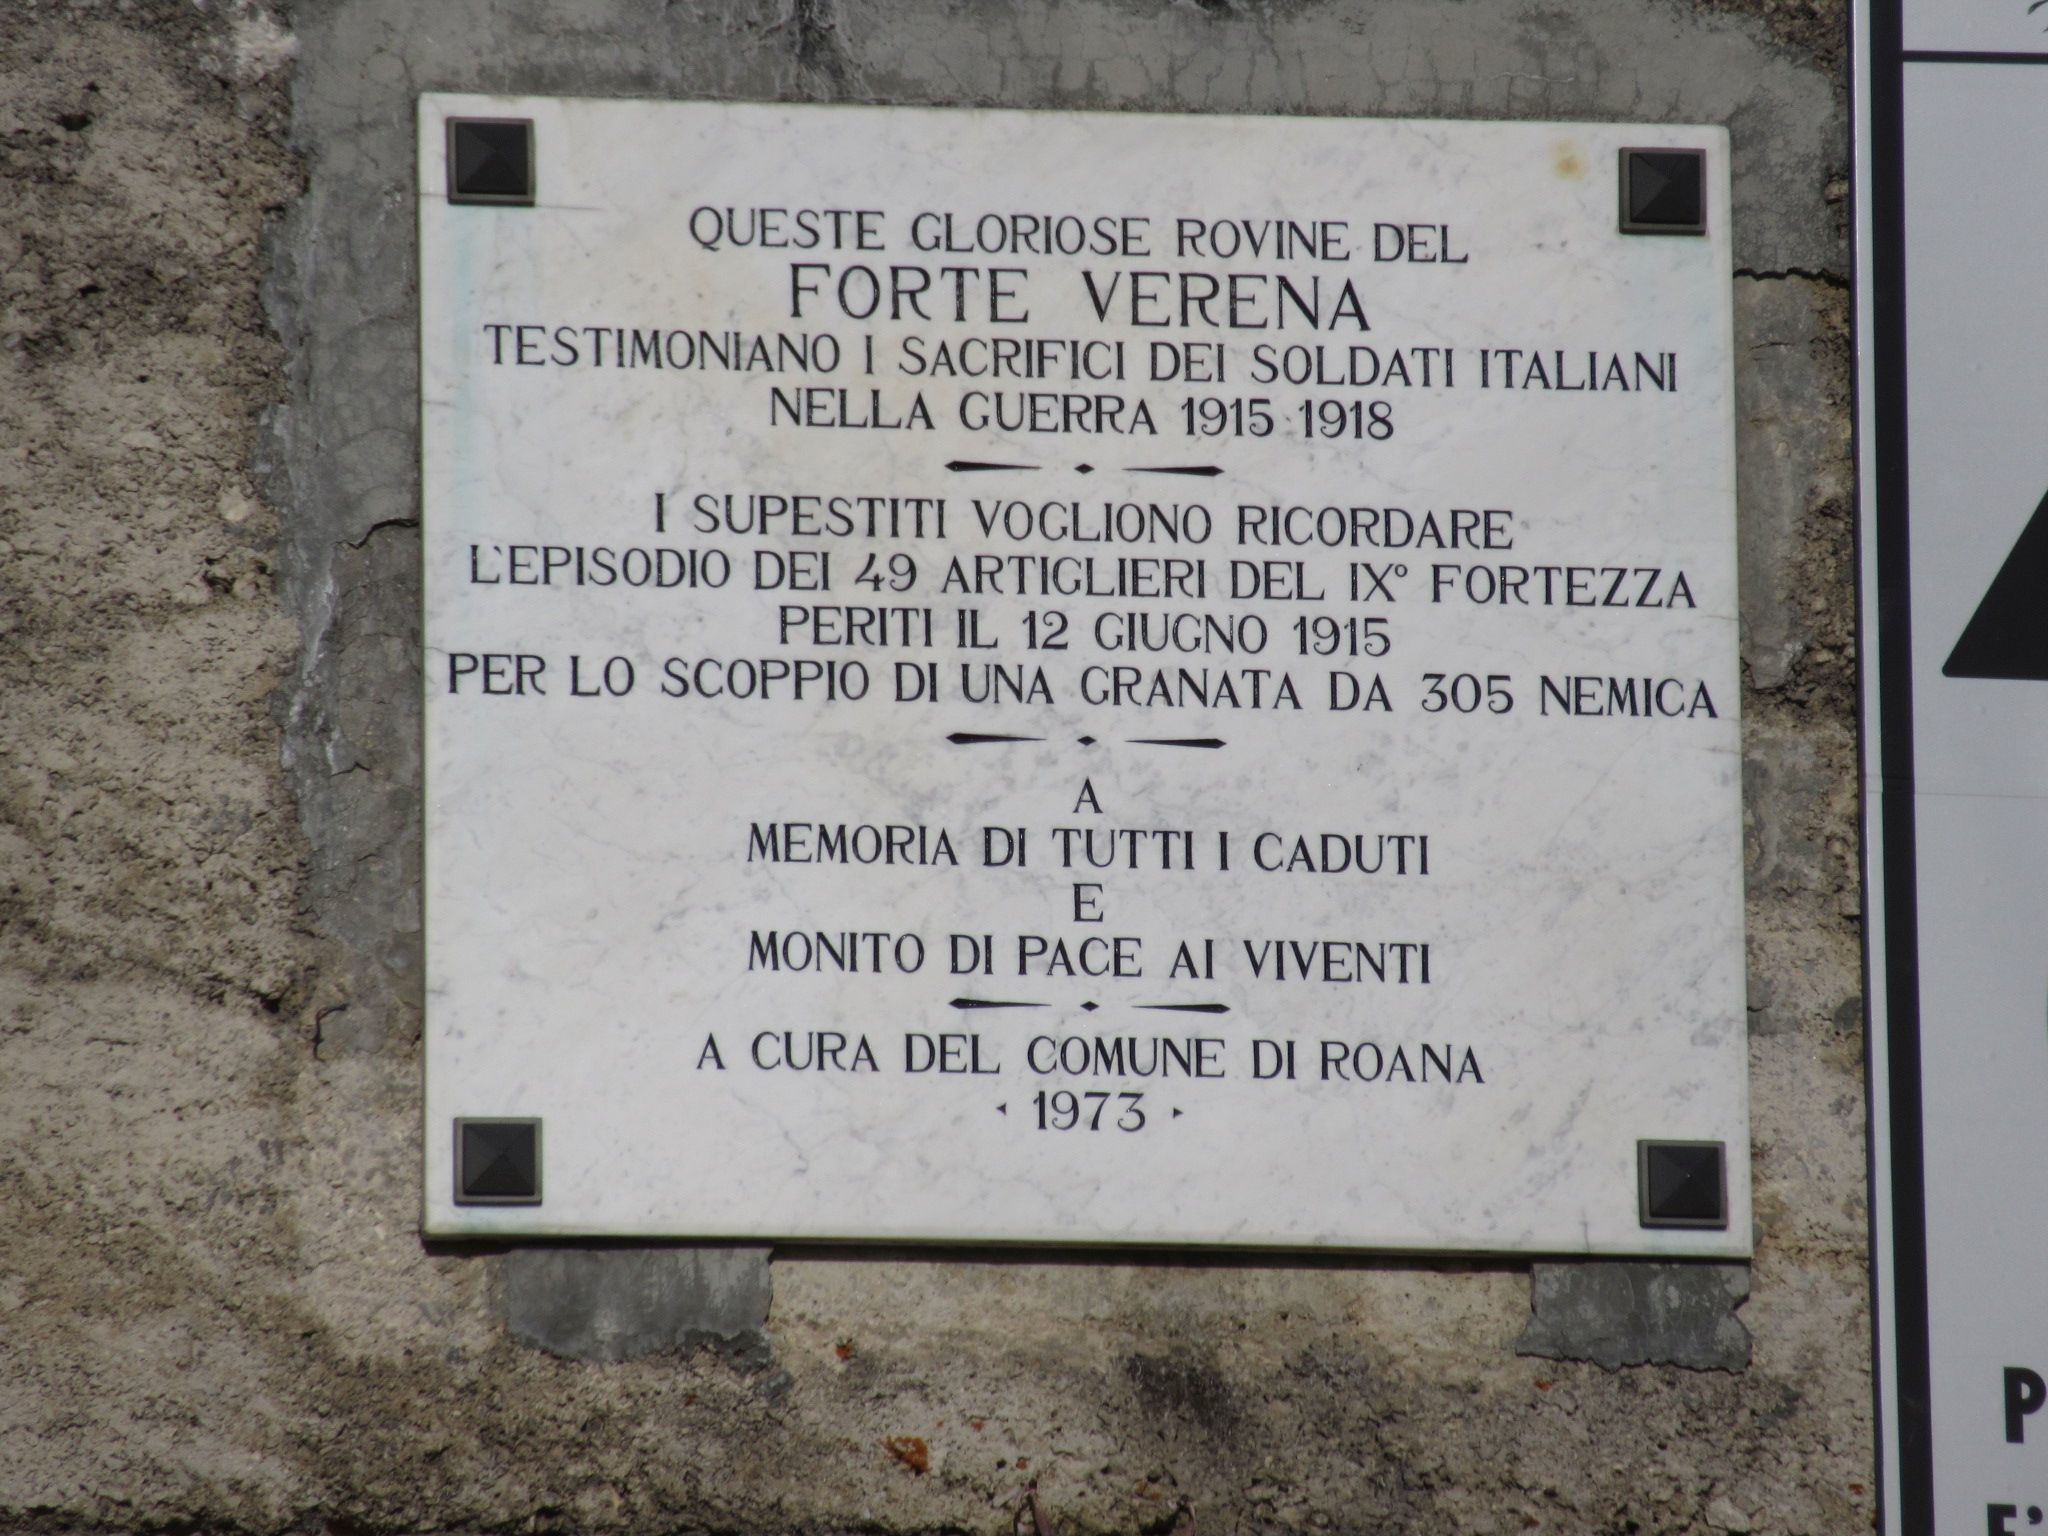 QUESTE GLORIOSE ROVINE DEL
FORTE VERENA
TESTIMONIANO I SACRIFICI DEI SOLDATI ITALIANI
NELLA GUERRA 1915·1918
I SUPESTITI VOGLIONO RICORDARE
L'EPISODIO DEI 49 ARTIGLIERI DEL IX° FORTEZZA
PERITI IL 12 GIUGNO 1915
PER LO SCOPPIO DI UNA GRANATA DA 305 NEMICA
A
MEMORIA DI TUTTI I CADUTI
E
MONITO DI PACE AI VIVENTI
A CURA DEL COMUNE DI ROANA
1973
P
E'